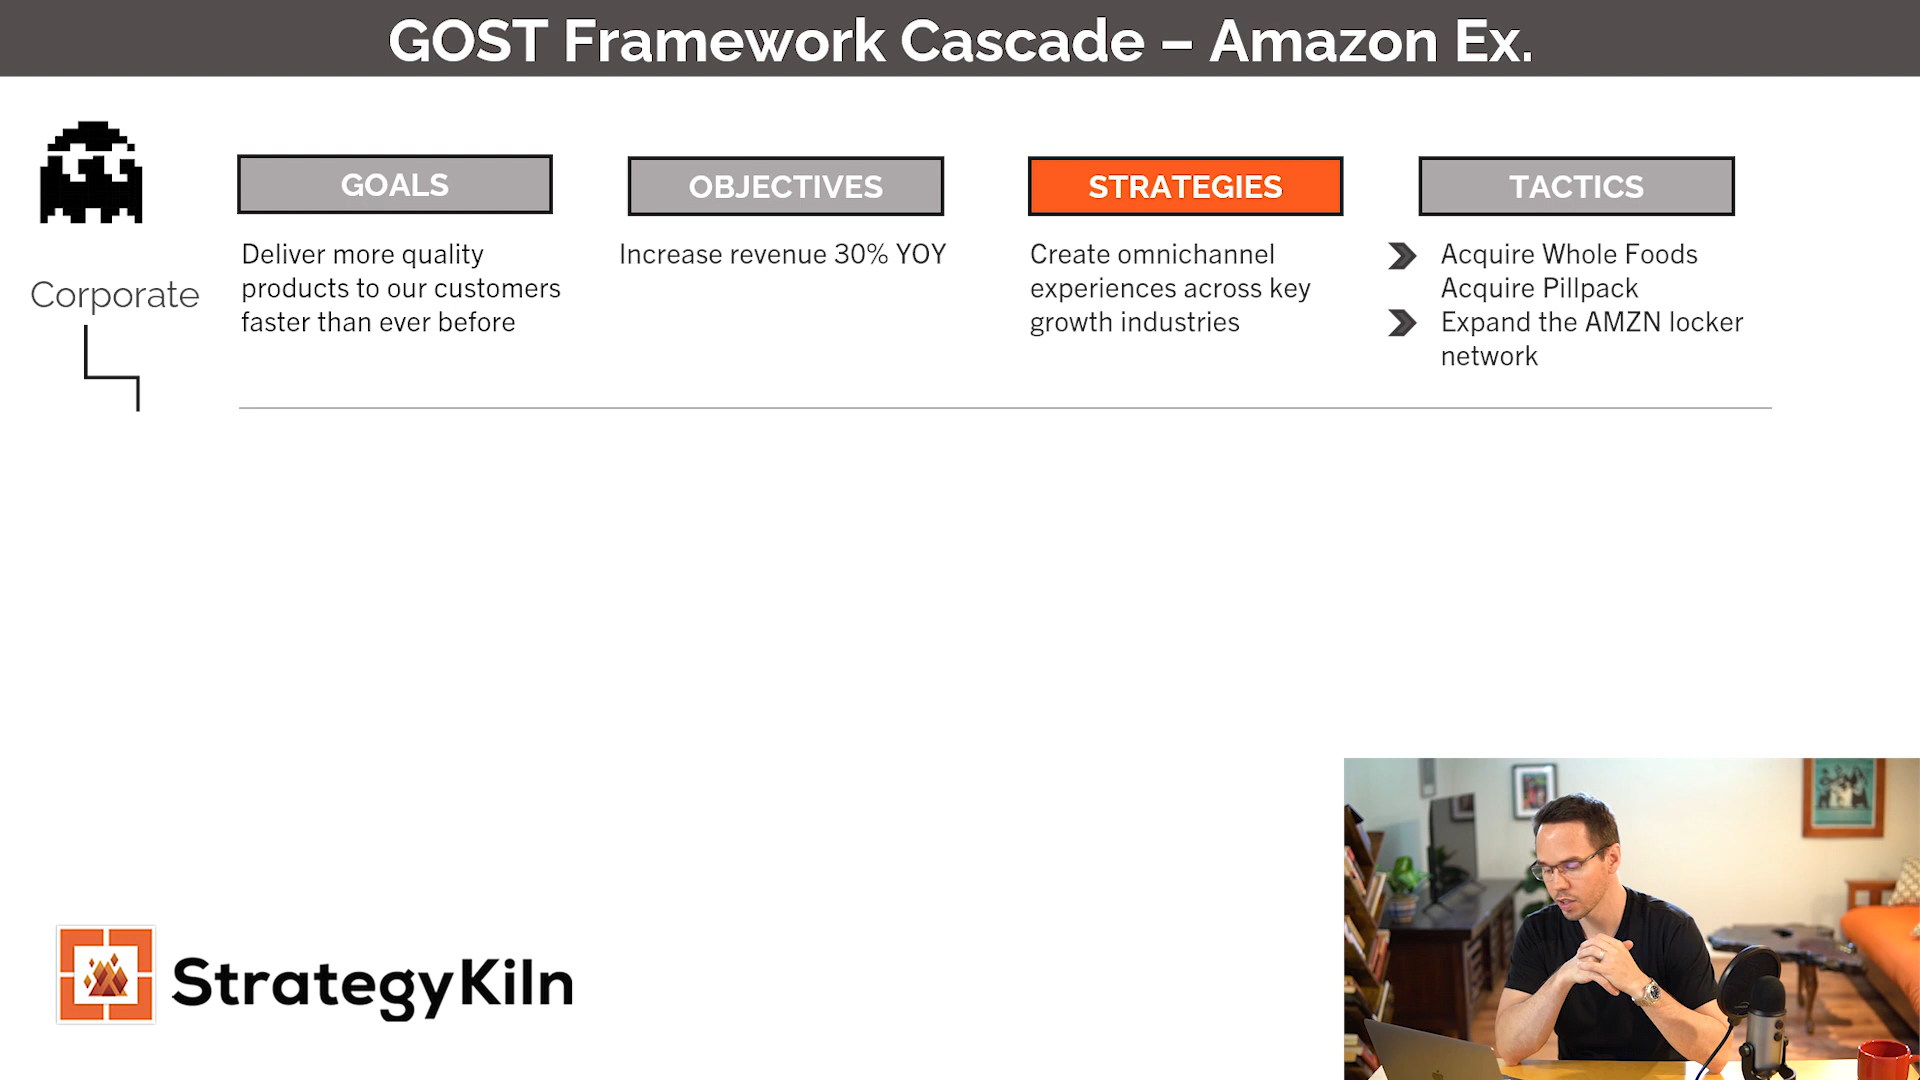 GOST Framework Cascade – Amazon Ex.
GOALS
OBJECTIVES
STRATEGIES
TACTICS
Corporate
Deliver more quality
products to our customers
faster than ever before
Increase revenue 30% YOY
Create omnichannel
experiences across key
growth industries
Acquire Whole Foods
Acquire Pillpack
Expand the AMZN locker
network
StrategyKiln